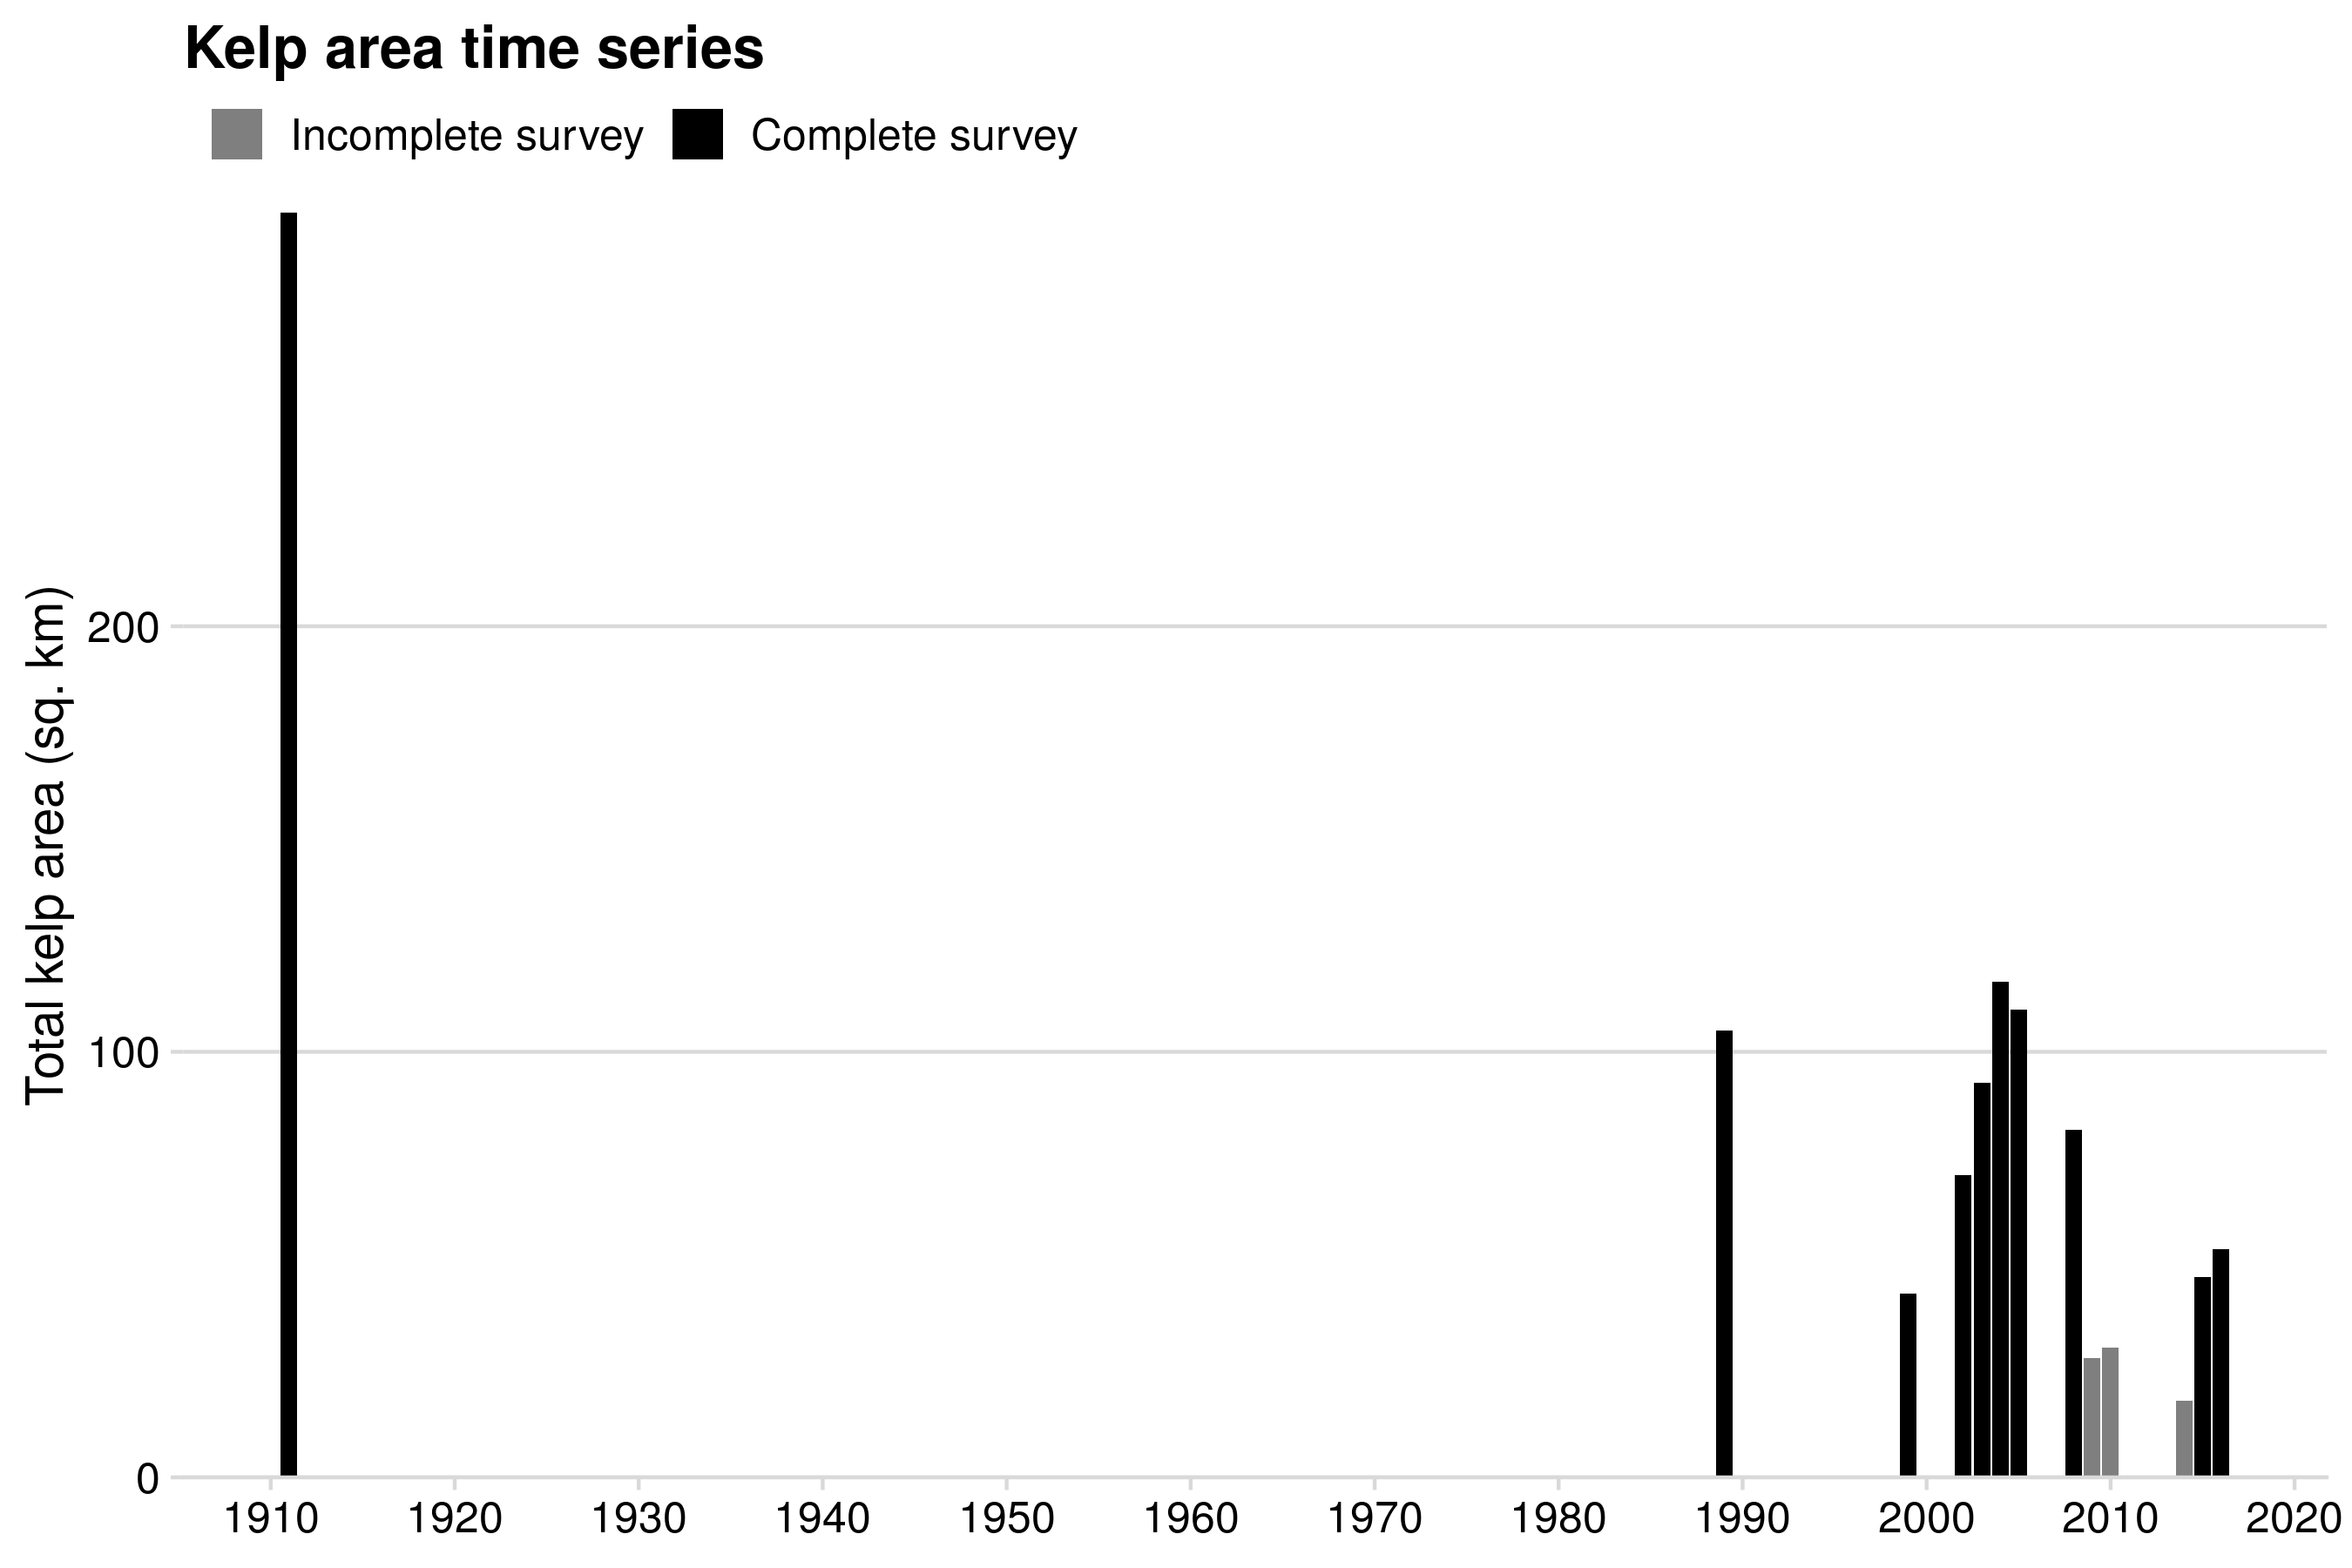 Kelp area time series
Incomplete survey Complete survey
Total kelp area (sq. km)
200
100
0
1910 1920 1930 1940 1950 1960 1970 1980 1990 2000 2010 2020